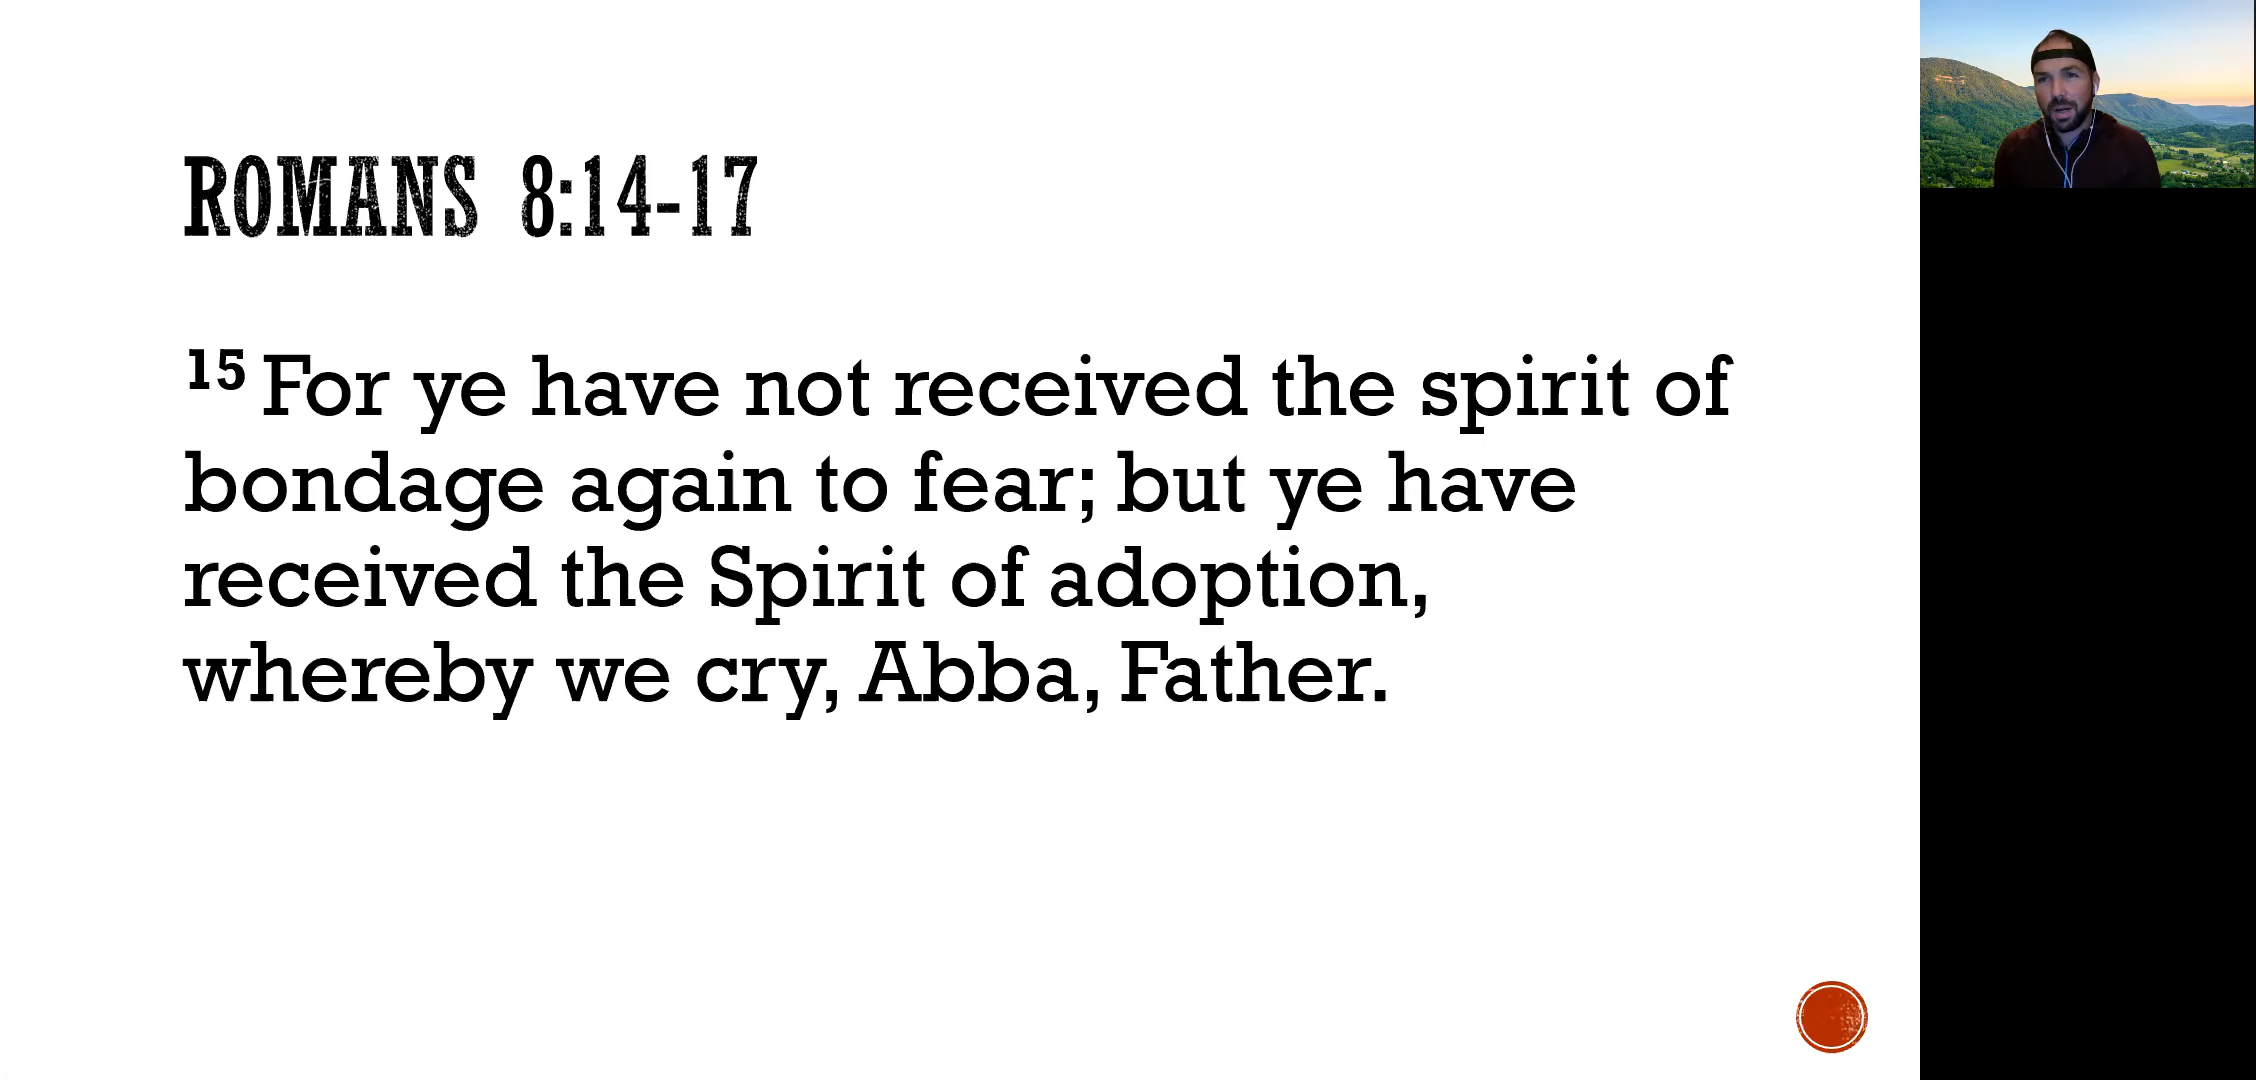 ROMANS 8:14-17
15 For ye have not received the spirit of
bondage again to fear; but ye have
received the Spirit of adoption,
whereby we cry, Abba, Father.